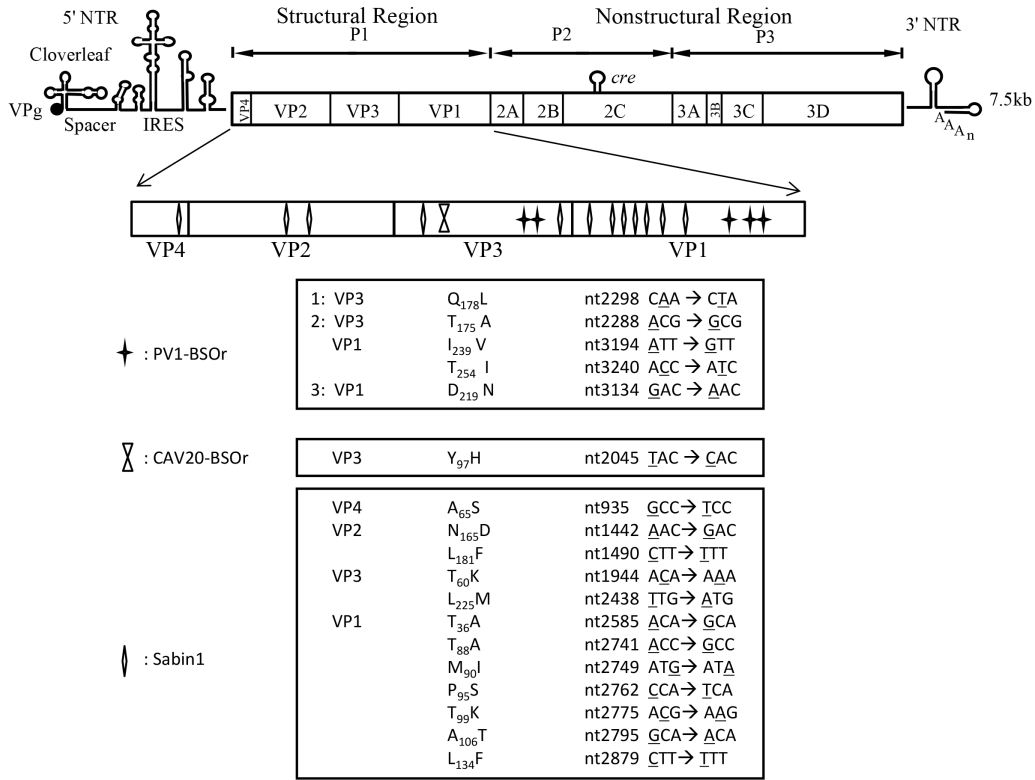 5' NTR
Structural Region
Nonstructural Region
3' NTR
P1
P2
P3
Cloverleaf
cre
VPg
Spacer
IRES
VP4 VP2 VP3 VP1 2A 2B 2C 3A 3B 3C 3D
7.5kb
AAAn
VP4 VP2 VP3 VP1
1: VP3 Q178L nt2298 CAA → CTA
2: VP3 T175 A nt2288 ACG → GCG
VP1 I239 V nt3194 ATT → GTT
T254 I nt3240 ACC → ATC
3: VP1 D219 N nt3134 GAC → AAC
: PV1-BSOr
VP3 Y97H nt2045 TAC → CAC
: CAV20-BSOr
VP4 A65S nt935 GCC → TCC
VP2 N165D nt1442 AAC → GAC
L181F nt1490 CTT → TTT
VP3 T60K nt1944 ACA → AAA
L225M nt2438 TTG → ATG
VP1 T36A nt2585 ACA → GCA
T88A nt2741 ACC → GCC
M90I nt2749 ATG → ATA
P95S nt2762 CCA → TCA
T99K nt2775 ACG → AAG
A106T nt2795 GCA → ACA
L134F nt2879 CTT → TTT
: Sabin1